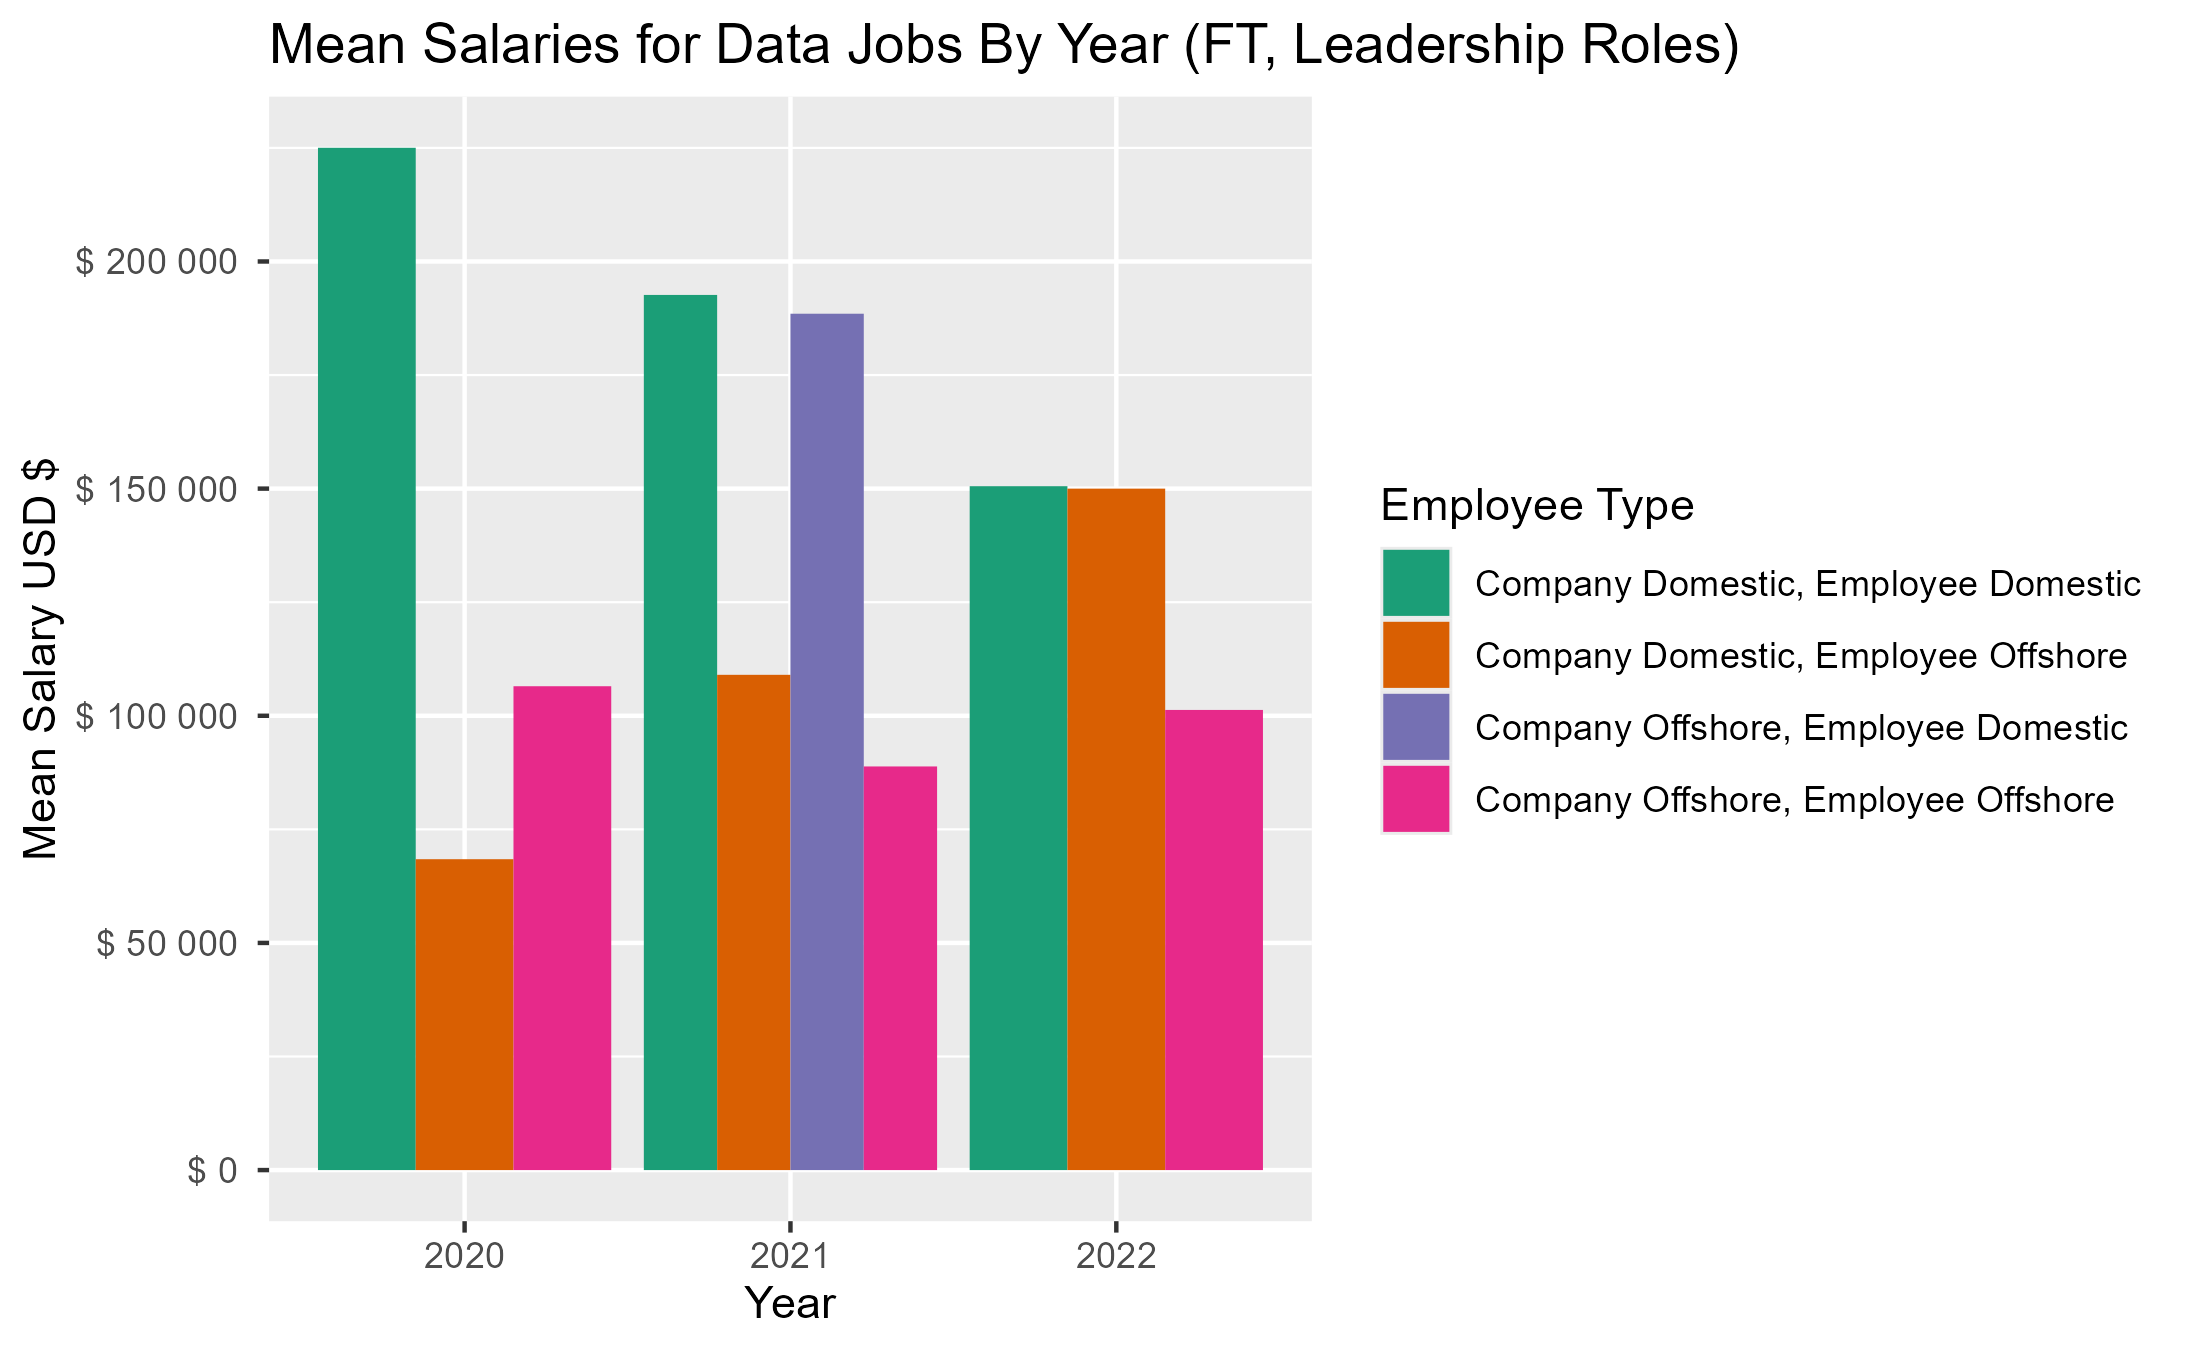 Mean Salaries for Data Jobs By Year (FT, Leadership Roles)
Mean Salary USD $
$ 200 000
$ 150 000
$ 100 000
$ 50 000
$ 0
2020
2021
2022
Year
Employee Type
Company Domestic, Employee Domestic
Company Domestic, Employee Offshore
Company Offshore, Employee Domestic
Company Offshore, Employee Offshore